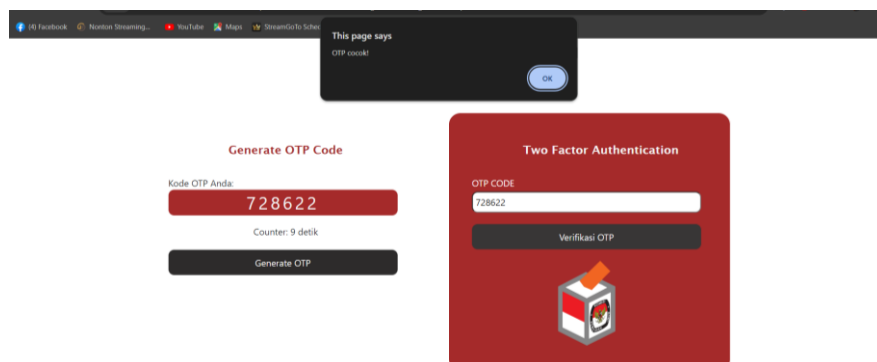 (4) Facebook Nonton Streaming... YouTube Maps StreamGoTo Sched
This page says
OTP cocok!
OK
Generate OTP Code
Kode OTP Anda:
728622
Counter: 9 detik
Generate OTP
Two Factor Authentication
OTP CODE
728622
Verifikasi OTP